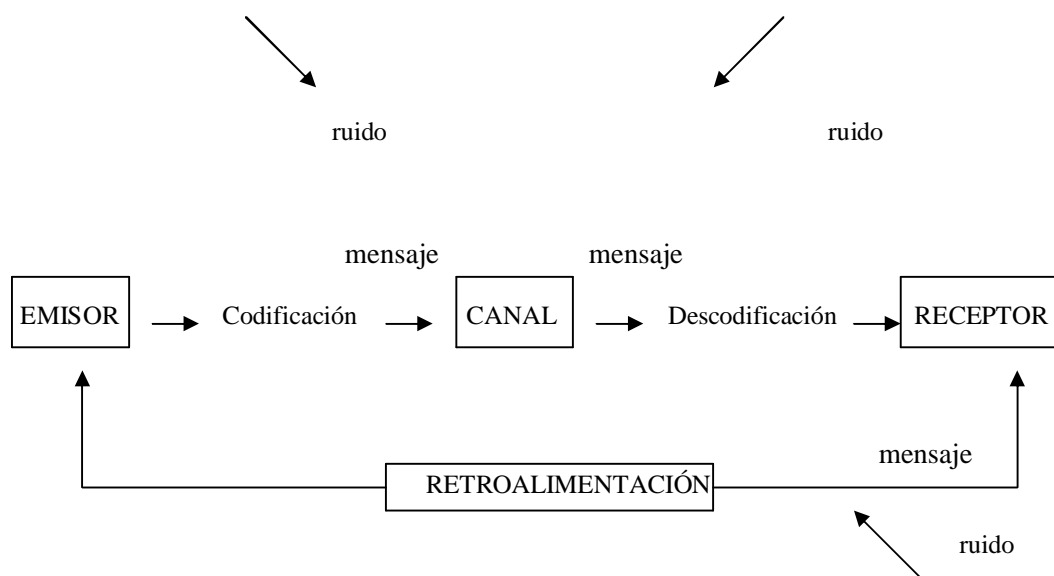 ruido ruido
mensaje mensaje
EMISOR Codificación CANAL Descodificación RECEPTOR
mensaje
RETROALIMENTACIÓN
ruido